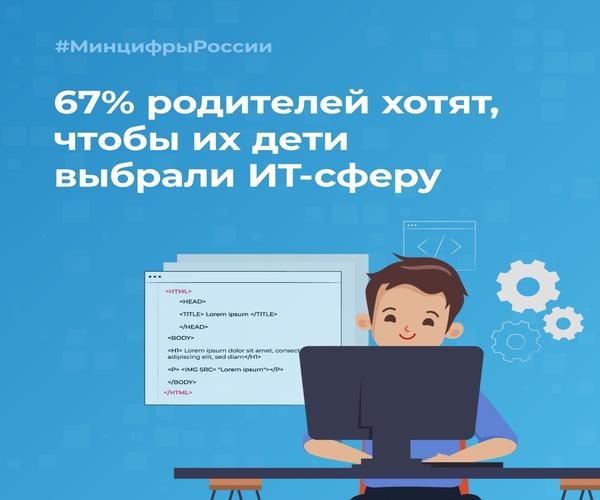 #МинцифрыРоссии
67% родителей хотят,
чтобы их дети
выбрали ИТ-сферу
</>
<HTML>
<HEAD>
<TITLE> Lorem ipsum </TITLE>
</HEAD>
<BODY>
<H1> Lorem ipsum dolor sit amet, consect
adipiscing elit, sed diam</H1>
<P> <IMG SRC= "Lorem ipsum"></P>
</BODY>
</HTML>